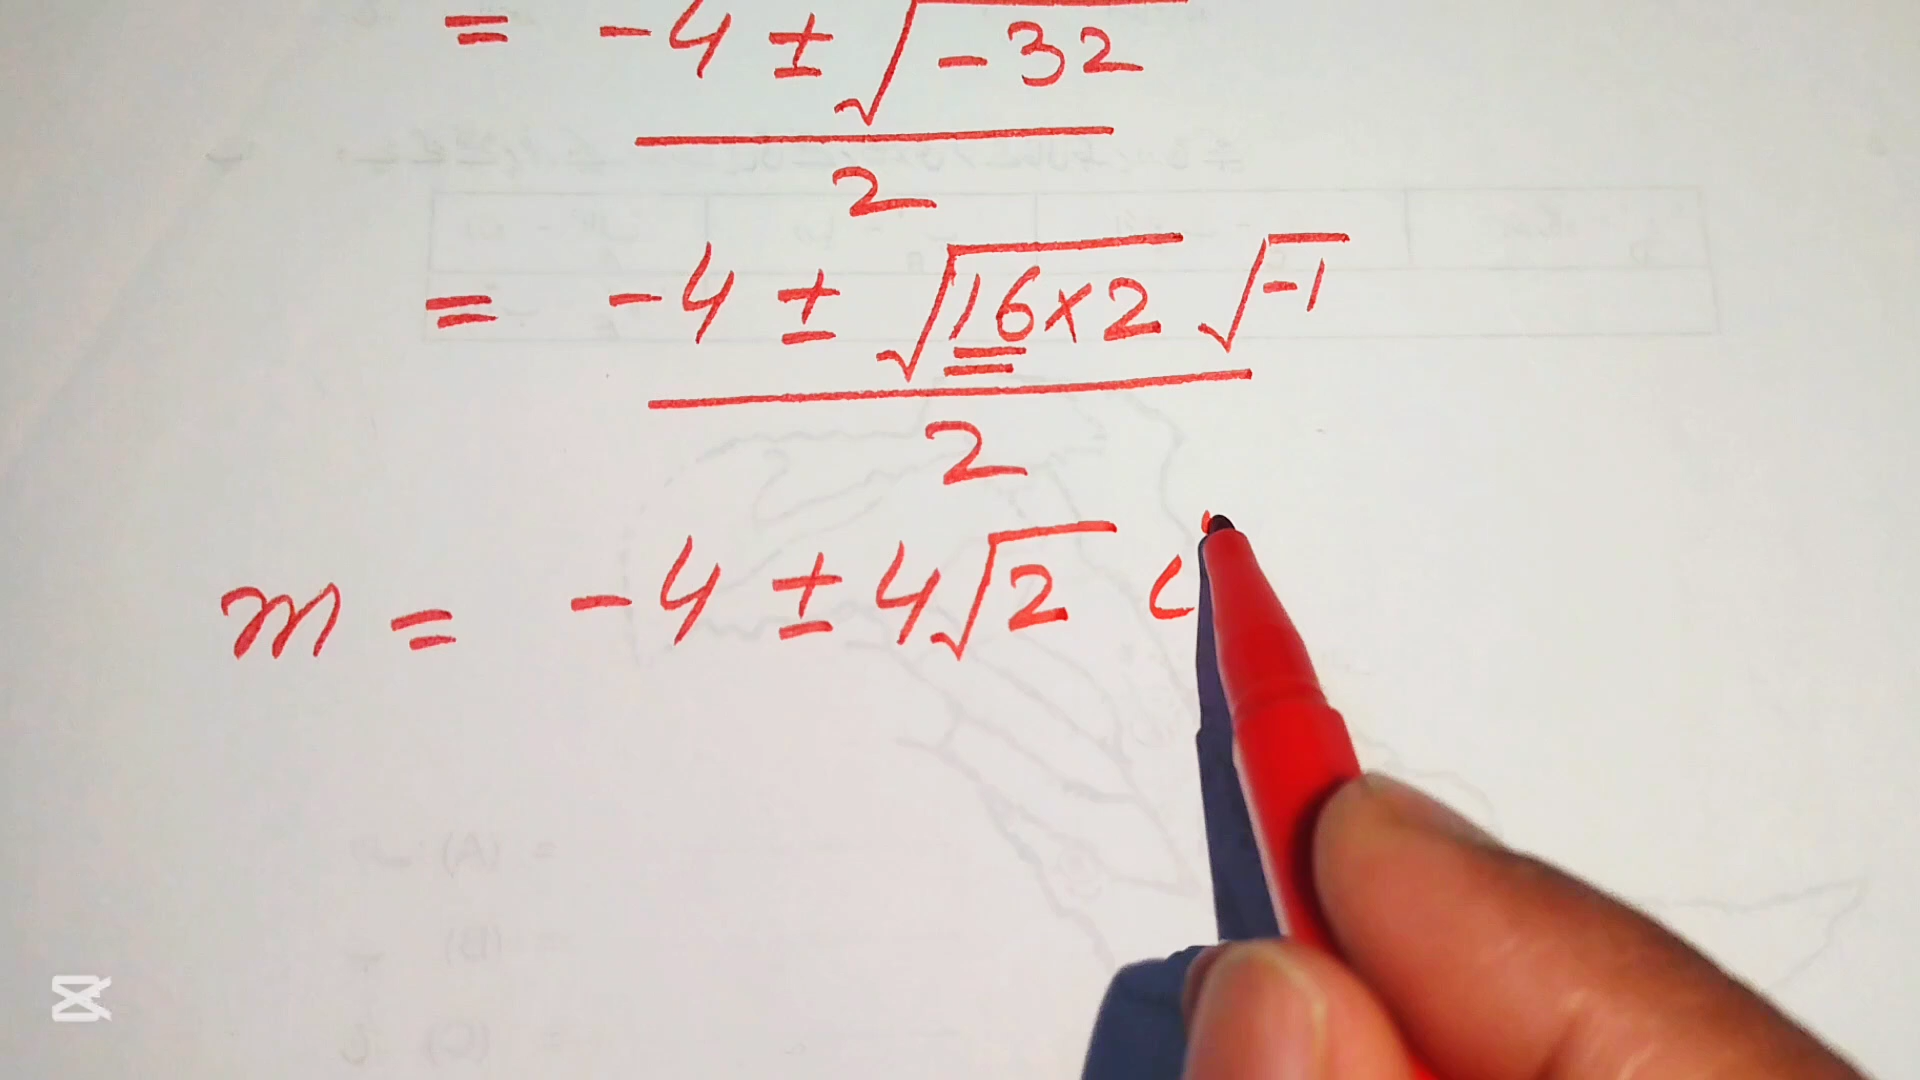 = -4 ± √-32
2
= -4 ± √16×2 √-1
2
m = -4 ± 4√2 i